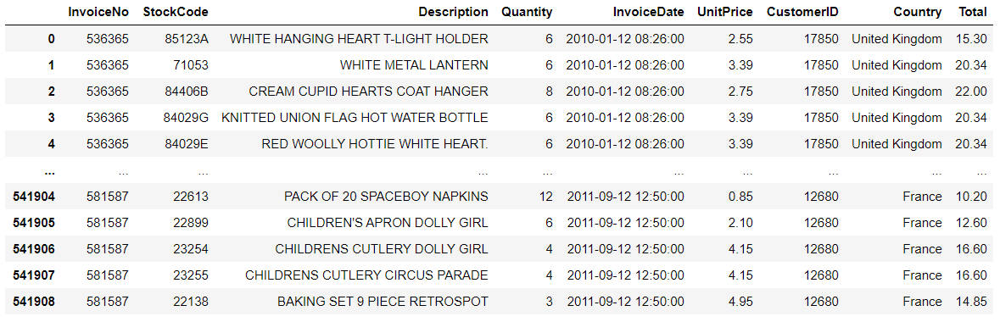 InvoiceNo StockCode Description Quantity InvoiceDate UnitPrice CustomerID Country Total
0 536365 85123A WHITE HANGING HEART T-LIGHT HOLDER 6 2010-01-12 08:26:00 2.55 17850 United Kingdom 15.30
1 536365 71053 WHITE METAL LANTERN 6 2010-01-12 08:26:00 3.39 17850 United Kingdom 20.34
2 536365 84406B CREAM CUPID HEARTS COAT HANGER 8 2010-01-12 08:26:00 2.75 17850 United Kingdom 22.00
3 536365 84029G KNITTED UNION FLAG HOT WATER BOTTLE 6 2010-01-12 08:26:00 3.39 17850 United Kingdom 20.34
4 536365 84029E RED WOOLLY HOTTIE WHITE HEART. 6 2010-01-12 08:26:00 3.39 17850 United Kingdom 20.34
... ... ... ... ... ... ... ... ... ...
541904 581587 22613 PACK OF 20 SPACEBOY NAPKINS 12 2011-09-12 12:50:00 0.85 12680 France 10.20
541905 581587 22899 CHILDREN'S APRON DOLLY GIRL 6 2011-09-12 12:50:00 2.10 12680 France 12.60
541906 581587 23254 CHILDRENS CUTLERY DOLLY GIRL 4 2011-09-12 12:50:00 4.15 12680 France 16.60
541907 581587 23255 CHILDRENS CUTLERY CIRCUS PARADE 4 2011-09-12 12:50:00 4.15 12680 France 16.60
541908 581587 22138 BAKING SET 9 PIECE RETROSPOT 3 2011-09-12 12:50:00 4.95 12680 France 14.85